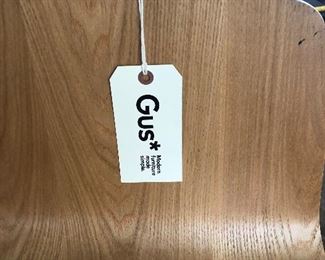 Gus*
Modern
furniture
made
simple.